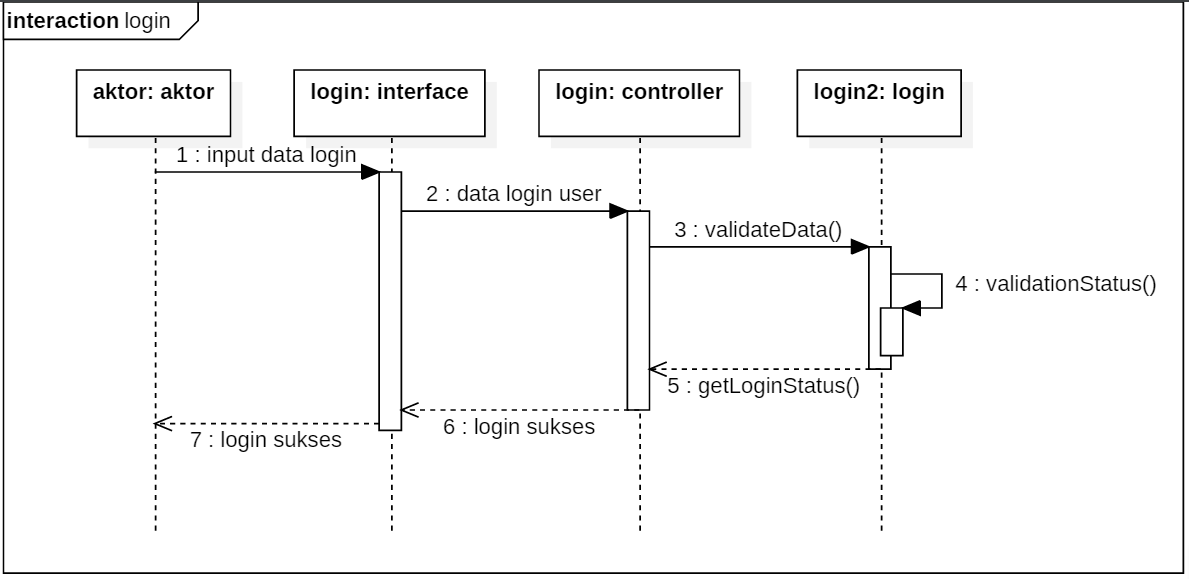 interaction login
aktor: aktor
login: interface
login: controller
login2: login
1 : input data login
2 : data login user
3 : validateData()
4 : validationStatus()
5 : getLoginStatus()
6 : login sukses
7 : login sukses